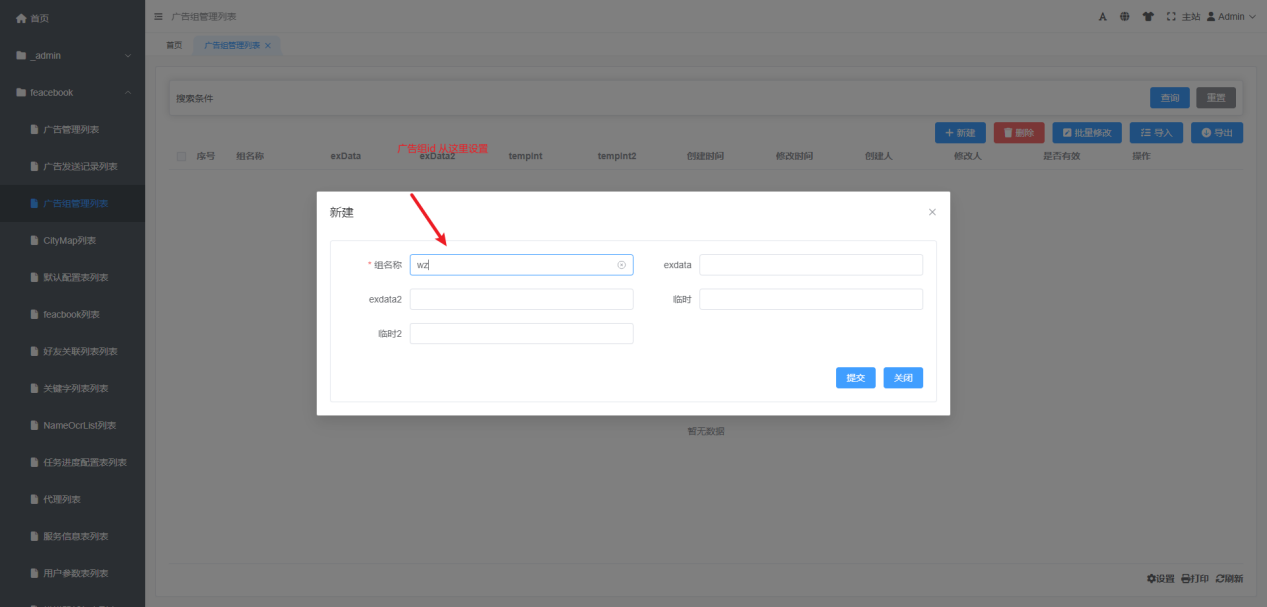 首页
_admin
feacebook
广告管理列表
广告发送记录列表
广告组管理列表
CityMap列表
默认配置表列表
feacbook列表
好友关联列表列表
关键字列表列表
NameOcrList列表
任务进度配置表列表
代理列表
服务信息表列表
用户参数表列表
广告组管理列表
A 主站 Admin
首页 广告组管理列表 ×
搜索条件 查询 重置
新建 删除 批量修改 导入 导出
广告组id 从这里设置
序号 组名称 exData exData2 tempInt tempInt2 创建时间 修改时间 创建人 修改人 是否有效 操作
新建 ×
* 组名称 wz exdata
exdata2 临时
临时2
提交 关闭
暂无数据
设置 打印 刷新